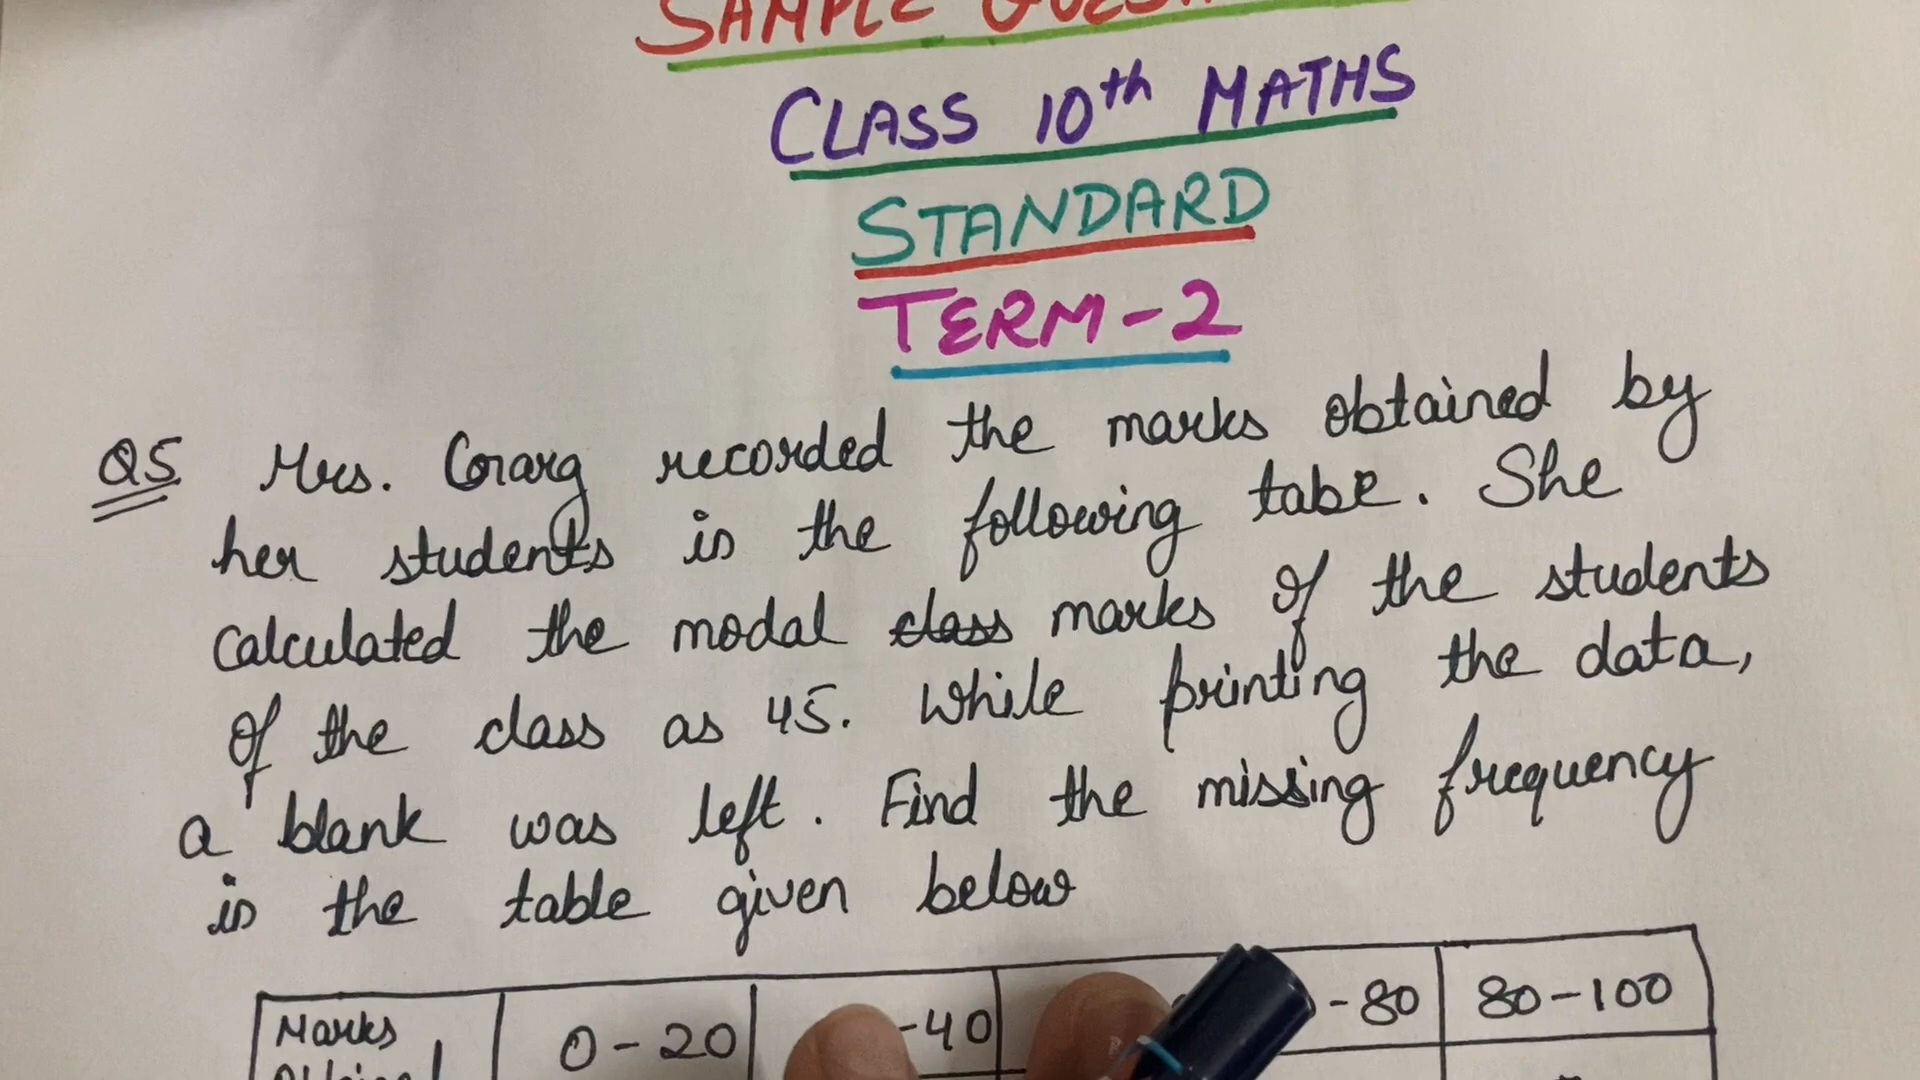 SAMPLE
CLASS 10th MATHS
STANDARD
TERM-2
Q5 Mrs. Garg recorded the marks obtained by
her students in the following table. She
calculated the modal class marks of the students
of the class as 45. While printing the data,
a blank was left. Find the missing frequency
in the table given below
Marks 0-20 -40 -80 80-100